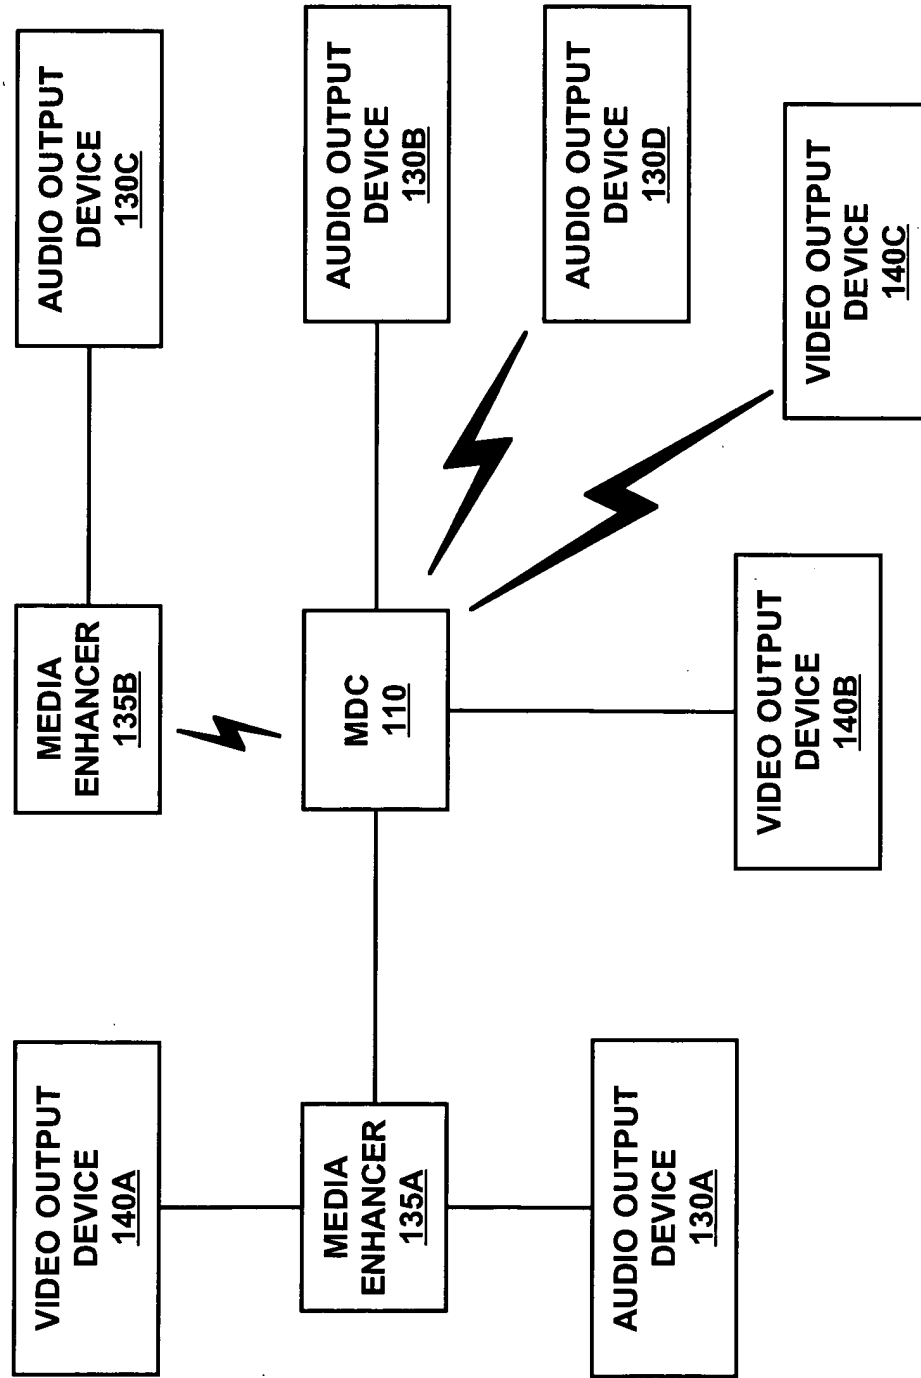 VIDEO OUTPUT
DEVICE
140A
MEDIA
ENHANCER
135B
AUDIO OUTPUT
DEVICE
130C
MEDIA
ENHANCER
135A
MDC
110
AUDIO OUTPUT
DEVICE
130B
AUDIO OUTPUT
DEVICE
130D
AUDIO OUTPUT
DEVICE
130A
VIDEO OUTPUT
DEVICE
140B
VIDEO OUTPUT
DEVICE
140C